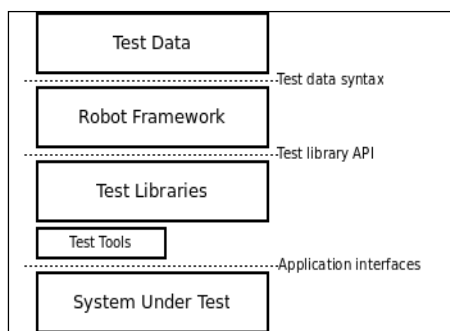 Test Data
Test data syntax
Robot Framework
Test library API
Test Libraries
Test Tools
Application interfaces
System Under Test